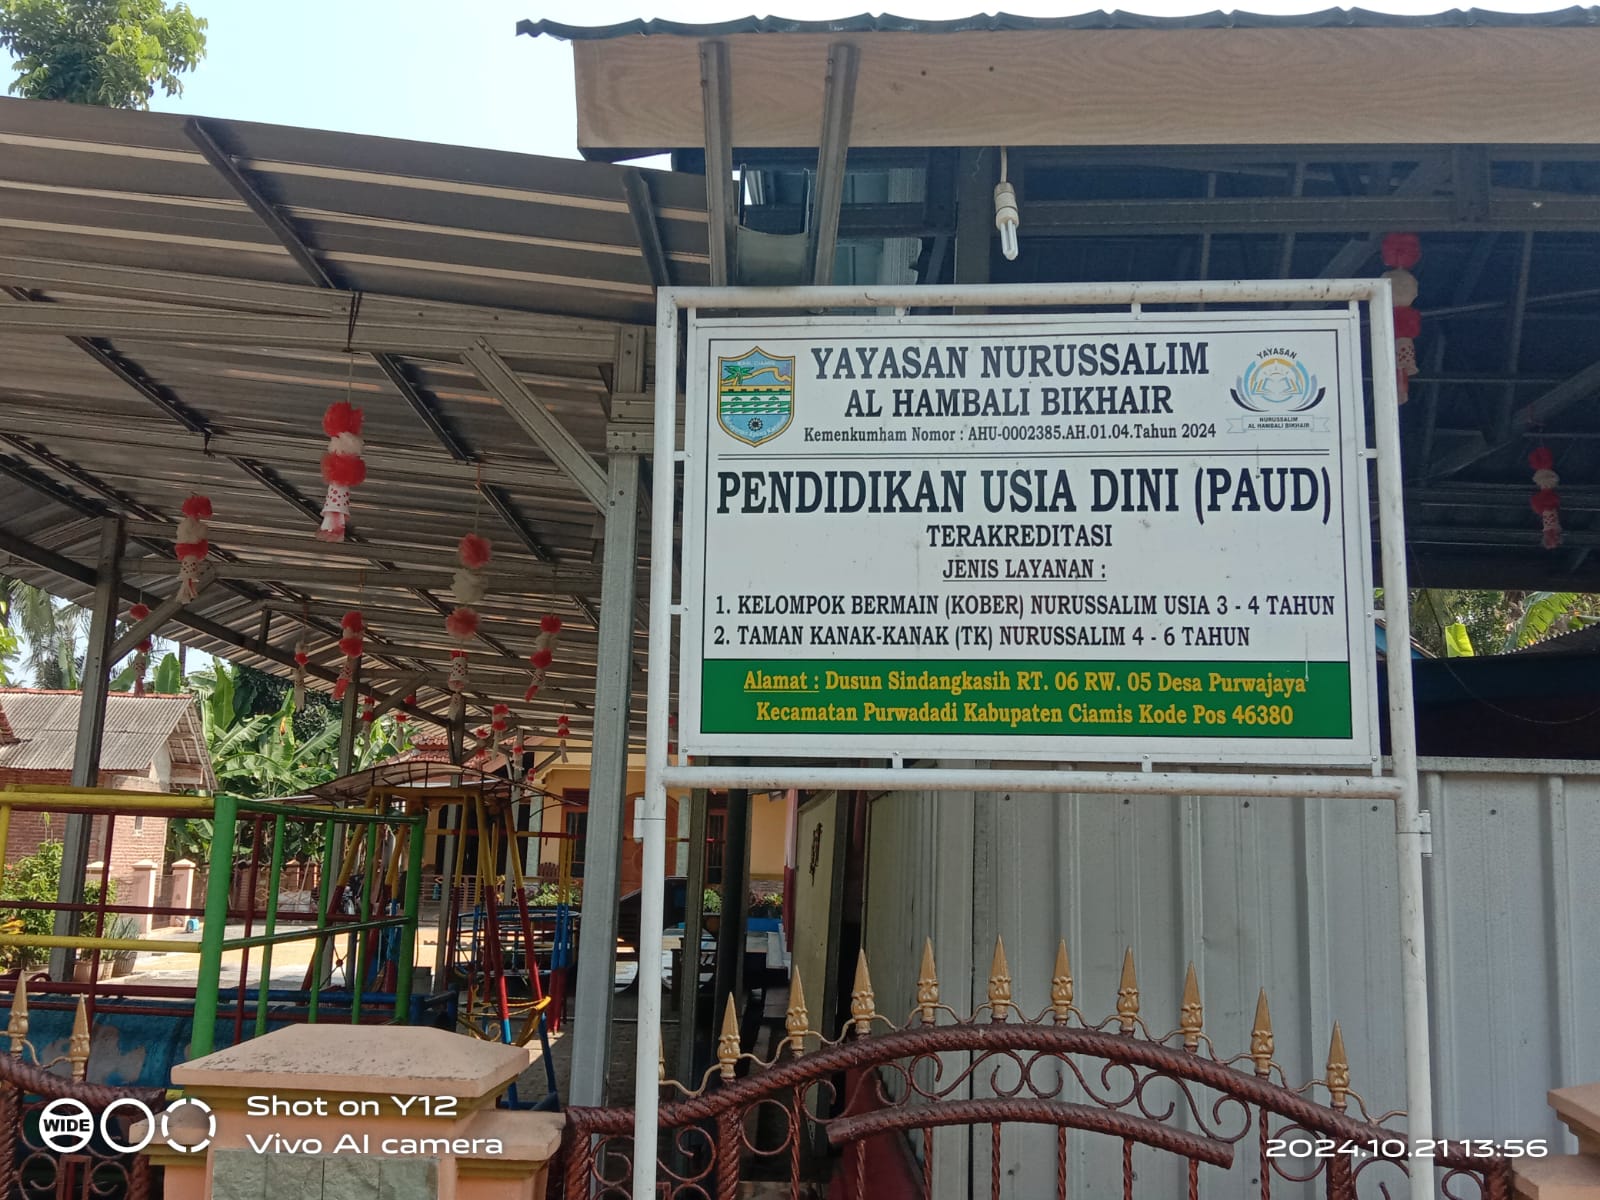 YAYASAN NURUSSALIM
AL HAMBALI BIKHAIR
Kemenkumham Nomor : AHU-0002385.AH.01.04.Tahun 2024
YAYASAN
NURUSSALIM
AL HAMBALI BIKHAIR
PENDIDIKAN USIA DINI (PAUD)
TERAKREDITASI
JENIS LAYANAN :
1. KELOMPOK BERMAIN (KOBER) NURUSSALIM USIA 3 - 4 TAHUN
2. TAMAN KANAK-KANAK (TK) NURUSSALIM 4 - 6 TAHUN
Alamat : Dusun Sindangkasih RT. 06 RW. 05 Desa Purwajaya
Kecamatan Purwadadi Kabupaten Ciamis Kode Pos 46380
WIDE
Shot on Y12
Vivo AI camera
2024.10.21 13:56